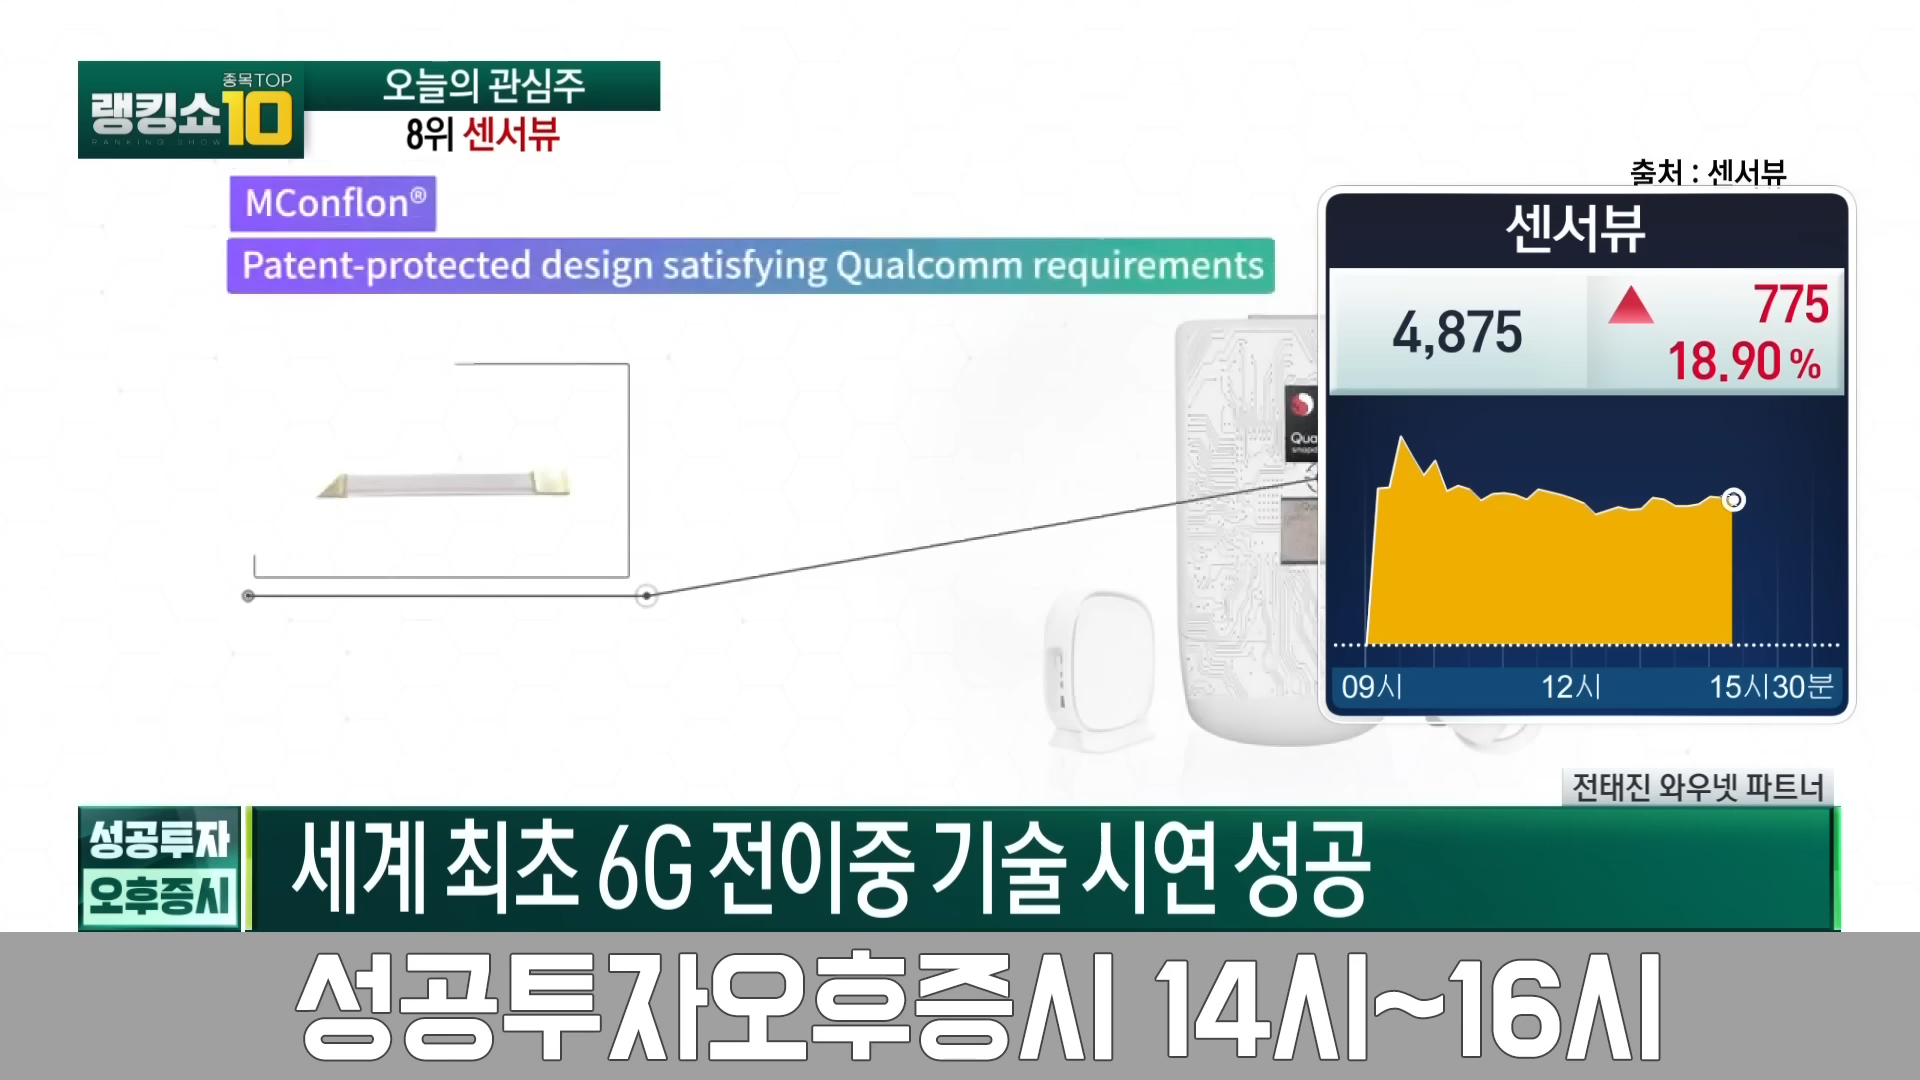 종목TOP
랭킹쇼10
RANKING SHOW
오늘의 관심주
8위 센서뷰
MConflon®
Patent-protected design satisfying Qualcomm requirements
출처 : 센서뷰
센서뷰
4,875
▲ 775
18.90%
09시 12시 15시30분
전태진 와우넷 파트너
성공투자
오후증시
세계 최초 6G 전이중 기술 시연 성공
성공투자오후증시 14시~16시